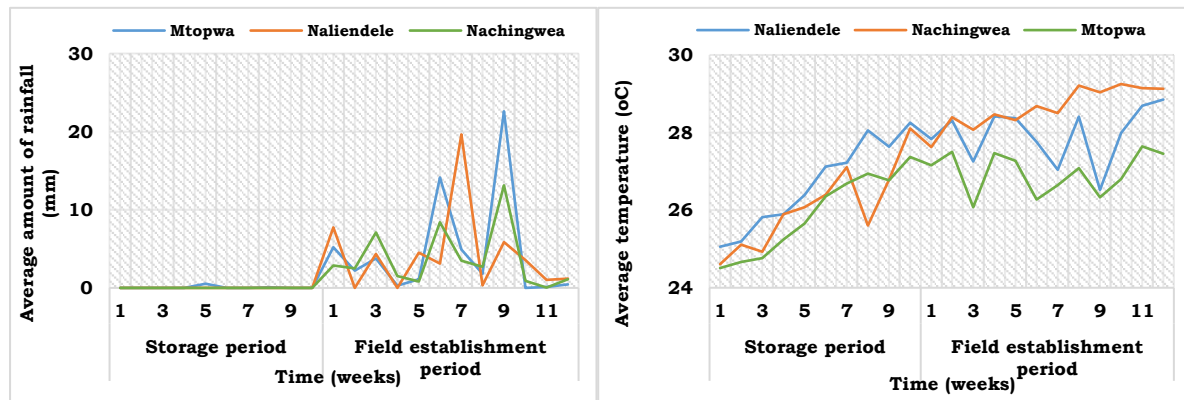 Mtopwa Naliendele Nachingwea
Average amount of rainfall
(mm)
30
20
10
0
1 3 5 7 9 1 3 5 7 9 11
Storage period Field establishment
period
Time (weeks)
Naliendele Nachingwea Mtopwa
Average temperature (oC)
30
28
26
24
1 3 5 7 9 1 3 5 7 9 11
Storage period Field establishment
period
Time (weeks)